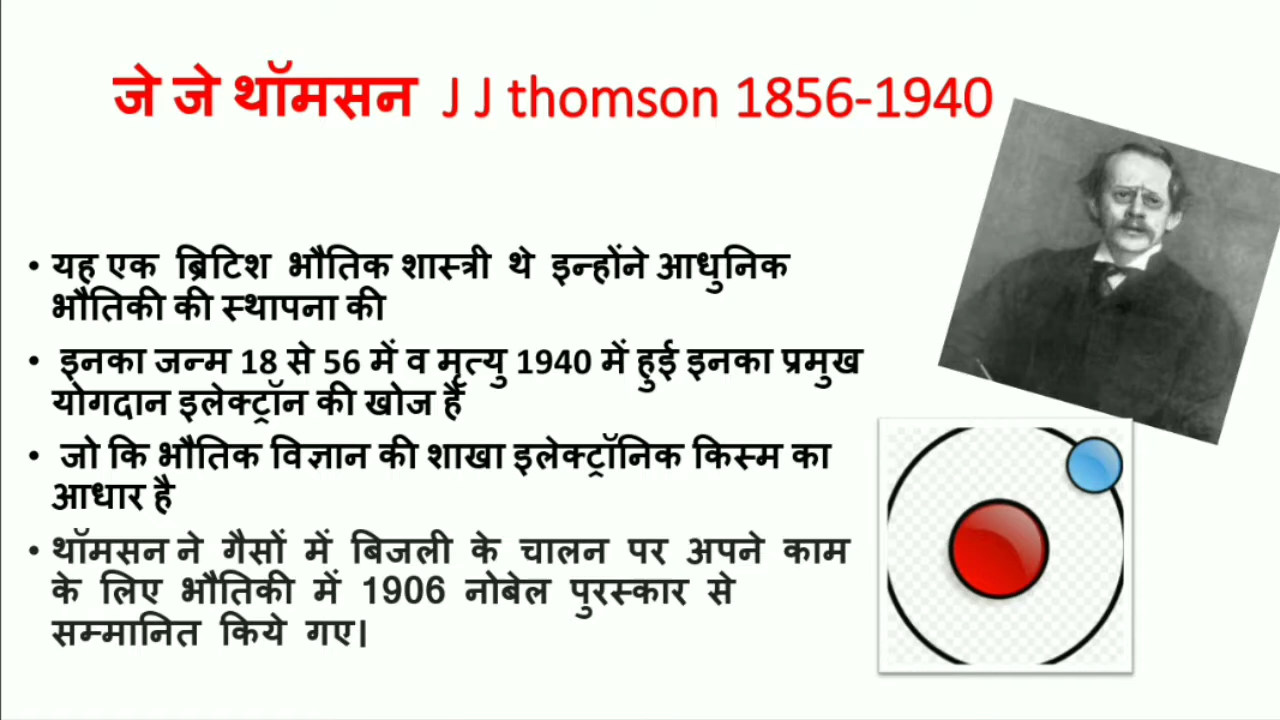 जे जे थॉमसन J J thomson 1856-1940
• यह एक ब्रिटिश भौतिक शास्त्री थे इन्होंने आधुनिक
भौतिकी की स्थापना की
• इनका जन्म 18 से 56 में व मृत्यु 1940 में हुई इनका प्रमुख
योगदान इलेक्ट्रॉन की खोज है
• जो कि भौतिक विज्ञान की शाखा इलेक्ट्रॉनिक किस्म का
आधार है
• थॉमसन ने गैसों में बिजली के चालन पर अपने काम
के लिए भौतिकी में 1906 नोबेल पुरस्कार से
सम्मानित किये गए।